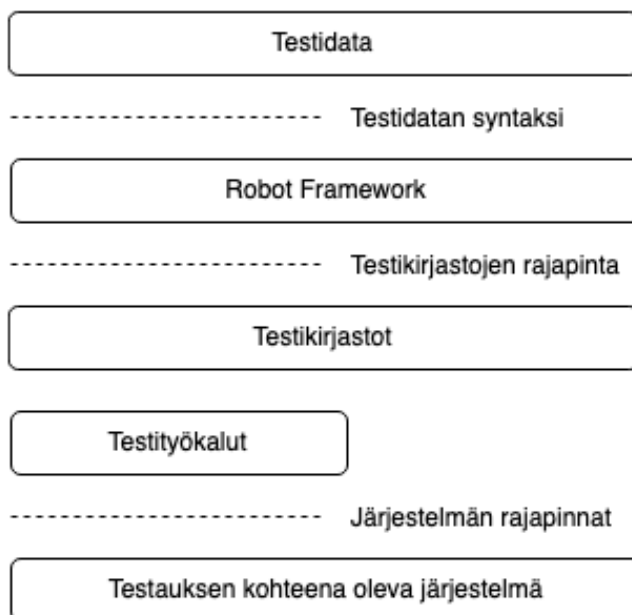 Testidata
Testidatan syntaksi
Robot Framework
Testikirjastojen rajapinta
Testikirjastot
Testityökalut
Järjestelmän rajapinnat
Testauksen kohteena oleva järjestelmä